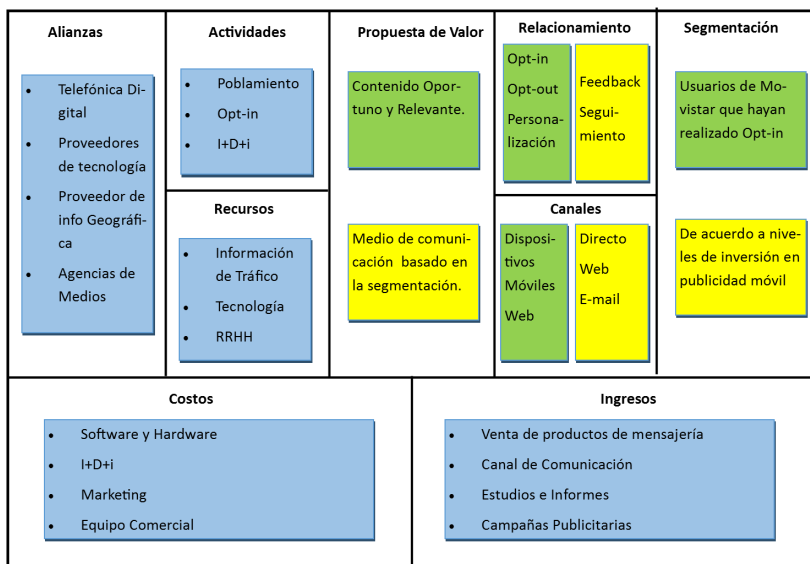 Alianzas
Telefónica Di-
gital
Proveedores
de tecnología
Proveedor de
info Geográfi-
ca
Agencias de
Medios
Actividades
Poblamiento
Opt-in
I+D+i
Recursos
Información
de Tráfico
Tecnología
RRHH
Propuesta de Valor
Contenido Opor-
tuno y Relevante.
Medio de comuni-
cación basado en
la segmentación.
Relacionamiento
Opt-in
Opt-out
Persona-
lización
Feedback
Segui-
miento
Canales
Disposi-
tivos
Móviles
Web
Directo
Web
E-mail
Segmentación
Usuarios de Mo-
vistar que hayan
realizado Opt-in
De acuerdo a nive-
les de inversión en
publicidad móvil
Costos
Software y Hardware
I+D+i
Marketing
Equipo Comercial
Ingresos
Venta de productos de mensajería
Canal de Comunicación
Estudios e Informes
Campañas Publicitarias